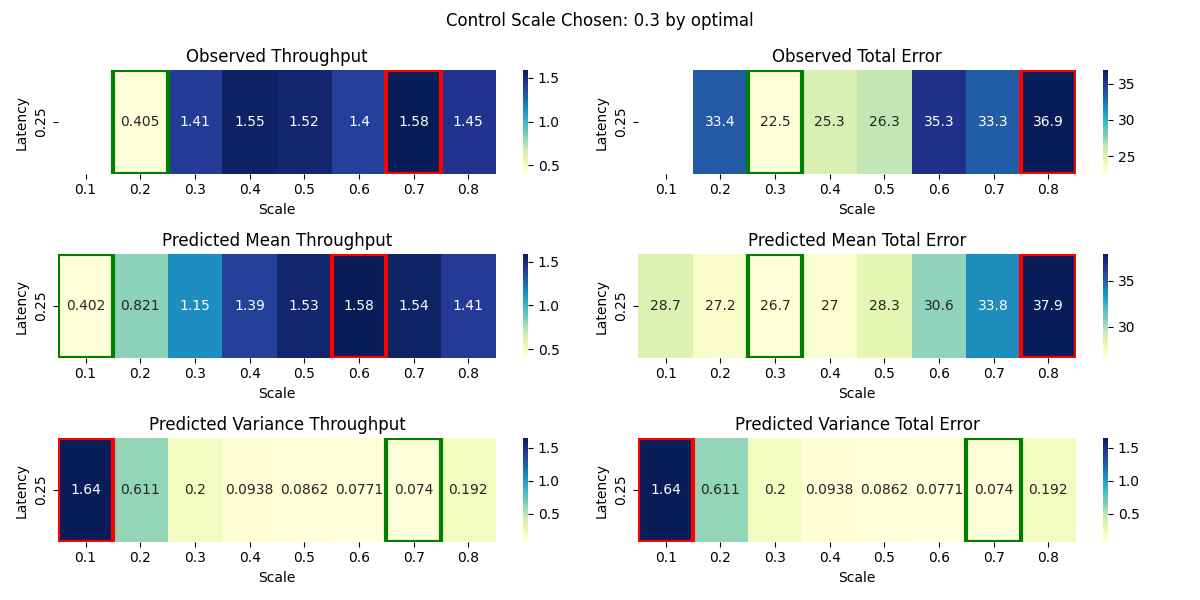 Control Scale Chosen: 0.3 by optimal
Observed Throughput
Latency
0.25
0.405 1.41 1.55 1.52 1.4 1.58 1.45
0.1 0.2 0.3 0.4 0.5 0.6 0.7 0.8
Scale
1.5
1.0
0.5
Observed Total Error
Latency
0.25
33.4 22.5 25.3 26.3 35.3 33.3 36.9
0.1 0.2 0.3 0.4 0.5 0.6 0.7 0.8
Scale
35
30
25
Predicted Mean Throughput
Latency
0.25
0.402 0.821 1.15 1.39 1.53 1.58 1.54 1.41
0.1 0.2 0.3 0.4 0.5 0.6 0.7 0.8
Scale
1.5
1.0
0.5
Predicted Mean Total Error
Latency
0.25
28.7 27.2 26.7 27 28.3 30.6 33.8 37.9
0.1 0.2 0.3 0.4 0.5 0.6 0.7 0.8
Scale
35
30
Predicted Variance Throughput
Latency
0.25
1.64 0.611 0.2 0.0938 0.0862 0.0771 0.074 0.192
0.1 0.2 0.3 0.4 0.5 0.6 0.7 0.8
Scale
1.5
1.0
0.5
Predicted Variance Total Error
Latency
0.25
1.64 0.611 0.2 0.0938 0.0862 0.0771 0.074 0.192
0.1 0.2 0.3 0.4 0.5 0.6 0.7 0.8
Scale
1.5
1.0
0.5